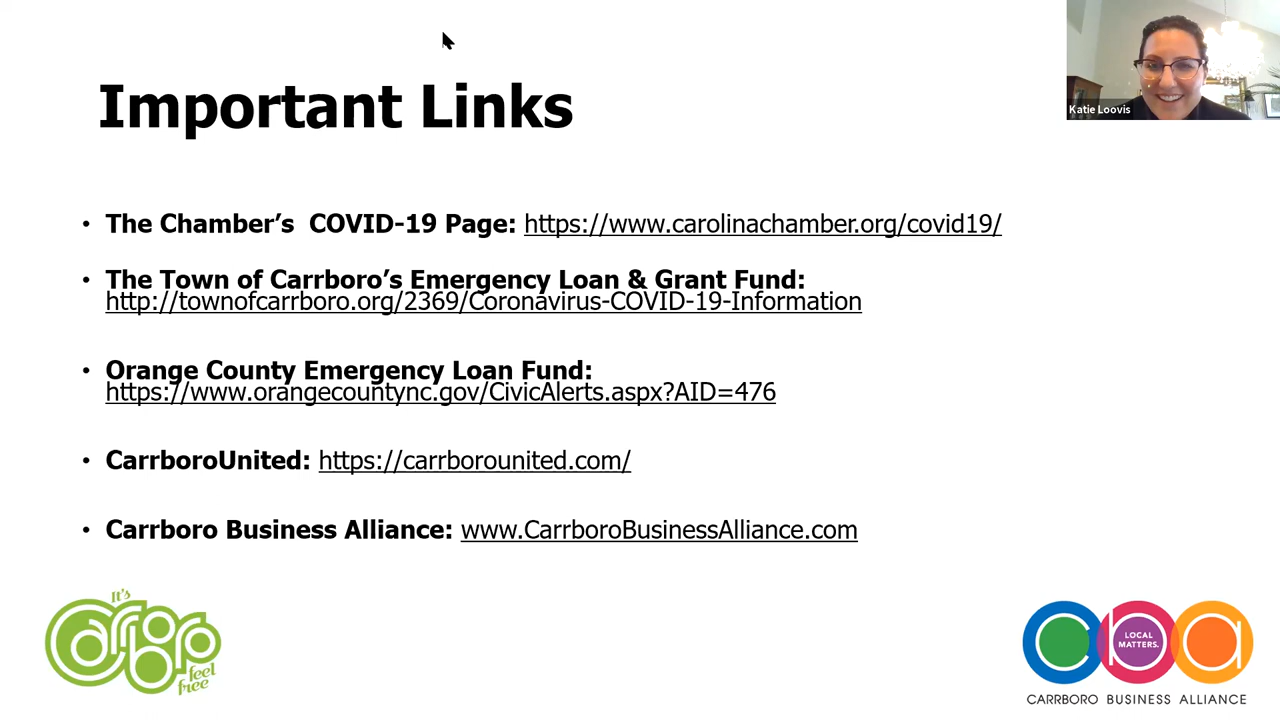 Important Links
Katie Loovis
• The Chamber’s  COVID-19 Page: https://www.carolinachamber.org/covid19/
• The Town of Carrboro’s Emergency Loan & Grant Fund:
http://townofcarrboro.org/2369/Coronavirus-COVID-19-Information
• Orange County Emergency Loan Fund:
https://www.orangecountync.gov/CivicAlerts.aspx?AID=476
• CarrboroUnited: https://carrborounited.com/
• Carrboro Business Alliance: www.CarrboroBusinessAlliance.com
It's
Carrboro
feel
free
cba
LOCAL
MATTERS.
CARRBORO BUSINESS ALLIANCE